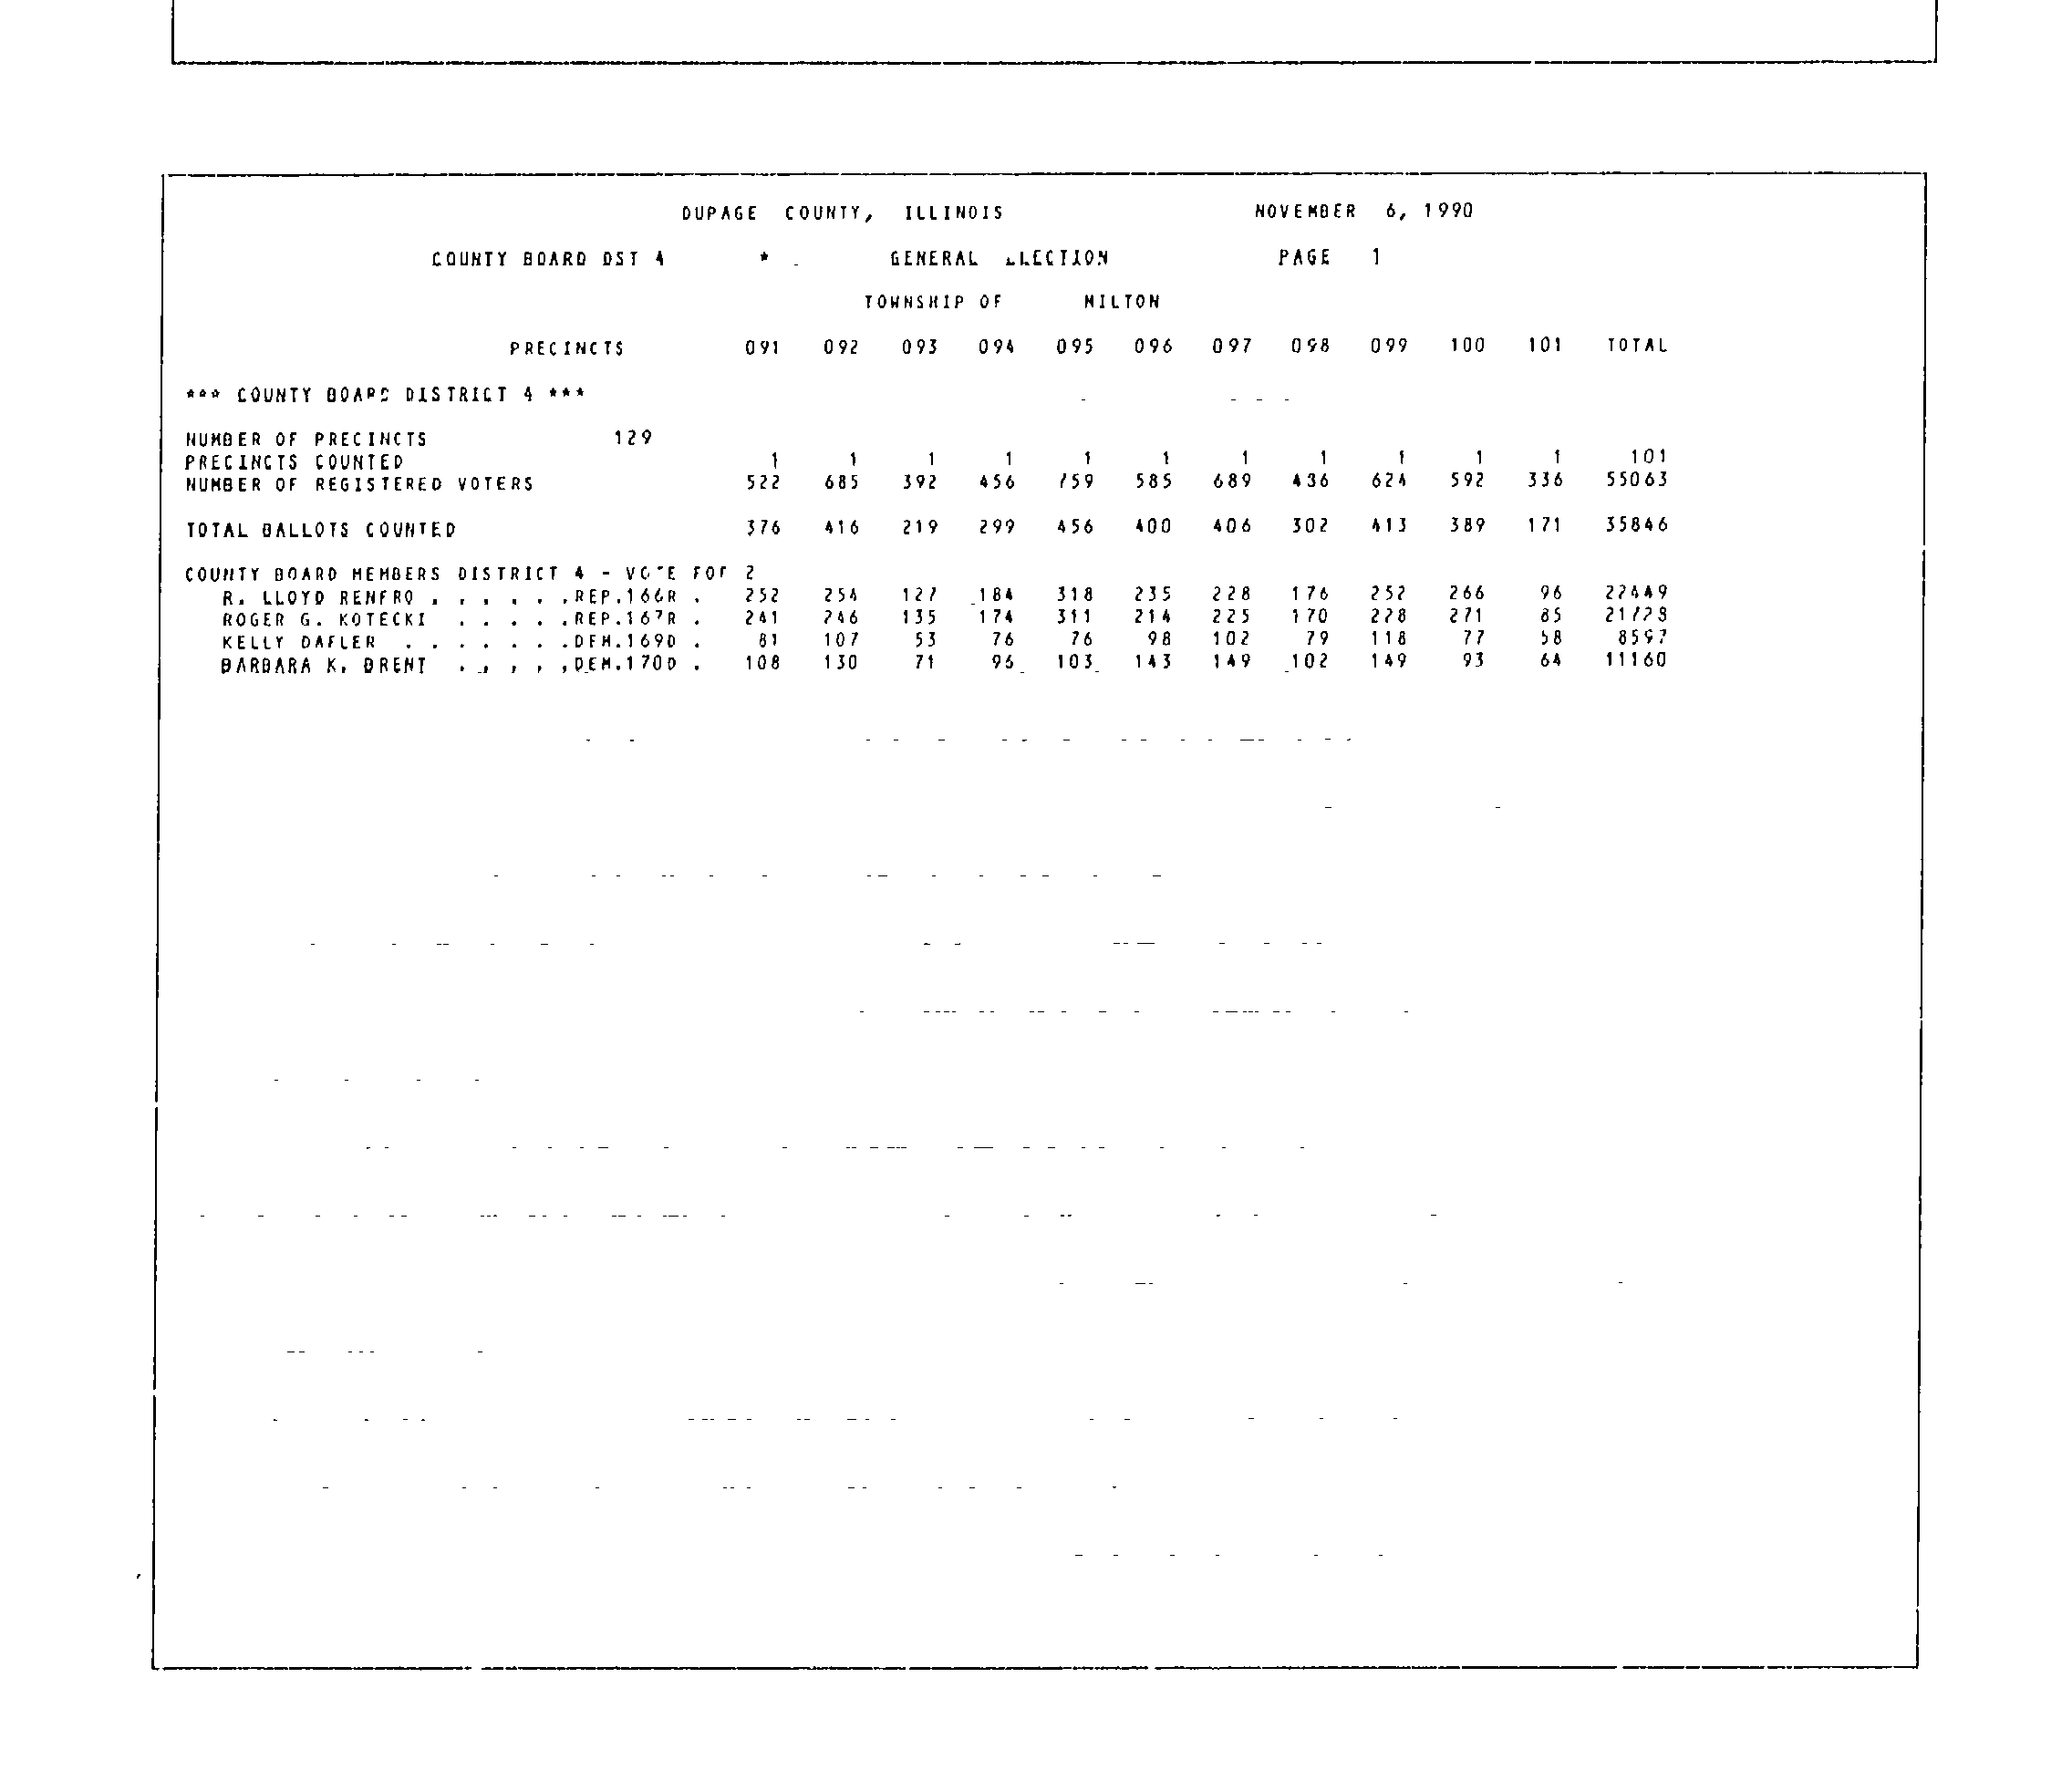 DUPAGE COUNTY, ILLINOIS NOVEMBER 6, 1990
COUNTY BOARD DST 4 * GENERAL ELECTION PAGE 1
TOWNSHIP OF MILTON
PRECINCTS 091 092 093 094 095 096 097 098 099 100 101 TOTAL
*** COUNTY BOARD DISTRICT 4 ***
NUMBER OF PRECINCTS 129
PRECINCTS COUNTED 1 1 1 1 1 1 1 1 1 1 1 101
NUMBER OF REGISTERED VOTERS 522 685 392 456 759 585 689 436 624 592 336 55063
TOTAL BALLOTS COUNTED 376 416 219 299 456 400 406 302 413 389 171 35846
COUNTY BOARD MEMBERS DISTRICT 4 - VOTE FOR 2
R. LLOYD RENFRO . . . . . .REP.166R . 252 254 127 184 318 235 228 176 252 266 96 22449
ROGER G. KOTECKI . . . . .REP.167R . 241 246 135 174 311 214 225 170 228 271 85
KELLY DAFLER . . . . . . .DEM.169D . 81 107 53 76 76 98 102 79 118 77 58 8597
BARBARA K. BRENT . . . . .DEM.170D . 108 130 71 103 143 149 102 149 93 64 11160